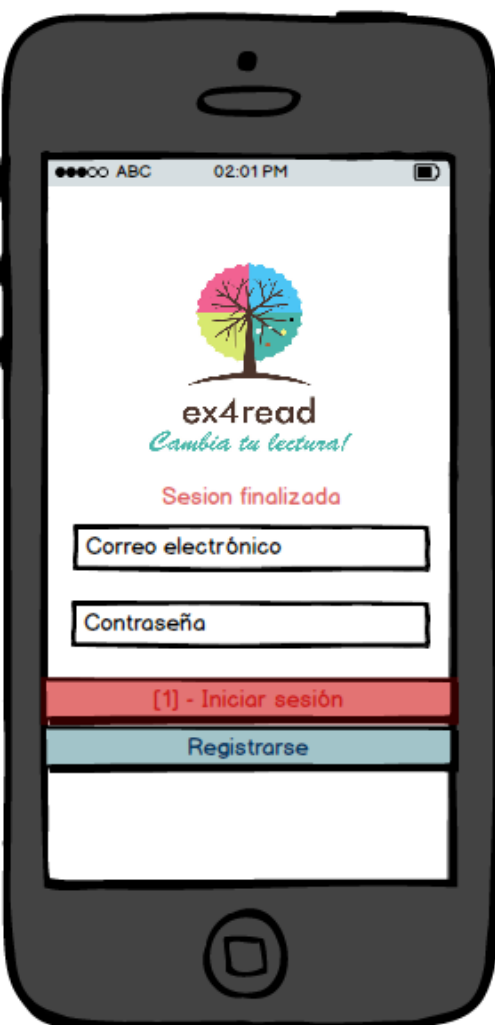 ABC 02:01 PM
ex4read
Cambia tu lectura!
Sesion finalizada
Correo electrónico
Contraseña
[1] - Iniciar sesión
Registrarse